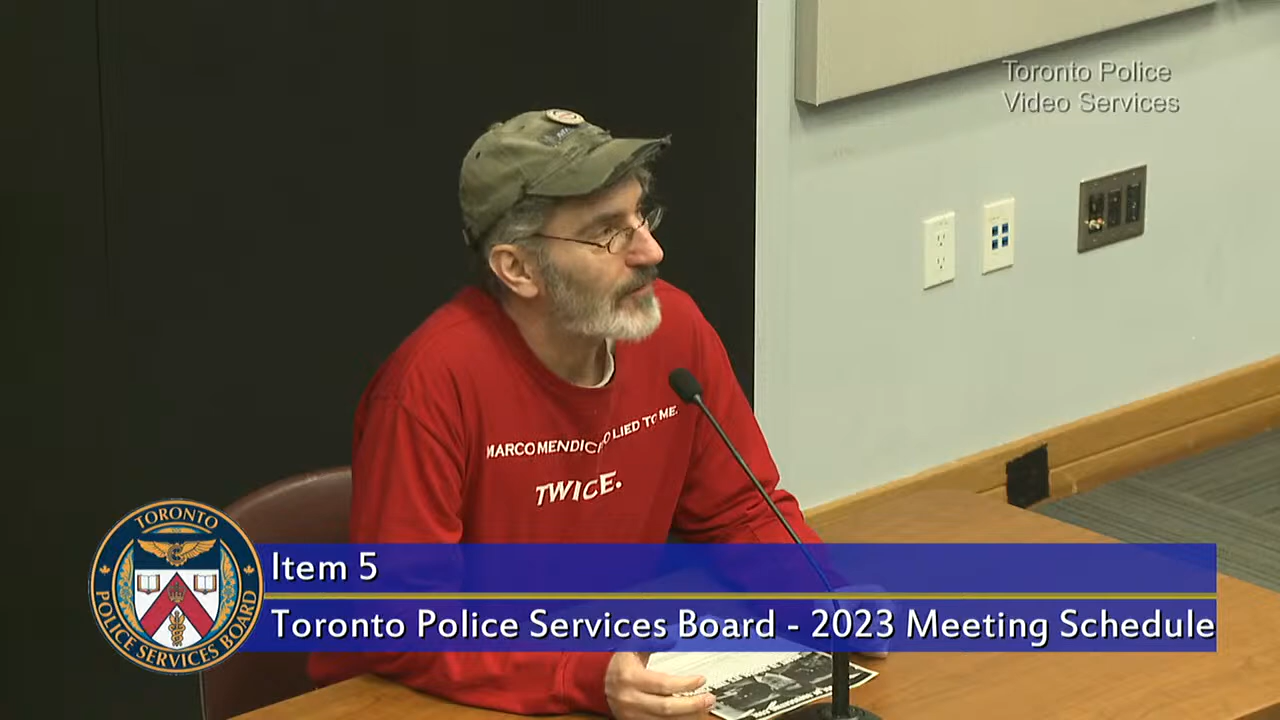 Toronto Police
Video Services
MARCO MENDICINO LIED TO ME.
TWICE.
TORONTO
POLICE SERVICES BOARD
Item 5
Toronto Police Services Board - 2023 Meeting Schedule